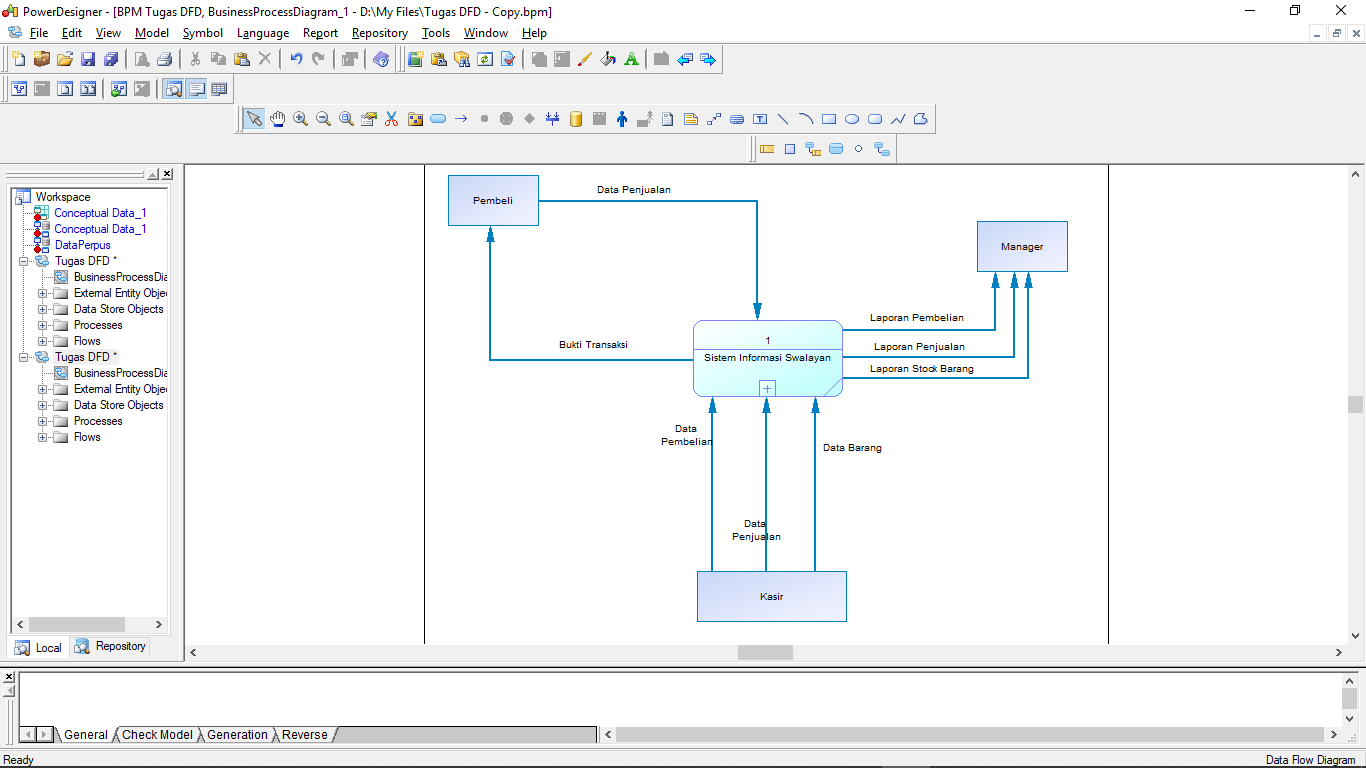 PowerDesigner - [BPM Tugas DFD, BusinessProcessDiagram_1 - D:\My Files\Tugas DFD - Copy.bpm]
File Edit View Model Symbol Language Report Repository Tools Window Help
Workspace
Conceptual Data_1
Conceptual Data_1
DataPerpus
Tugas DFD *
BusinessProcessDia
External Entity Obje
Data Store Objects
Processes
Flows
Tugas DFD *
BusinessProcessDia
External Entity Obje
Data Store Objects
Processes
Flows
Local Repository
Pembeli
Data Penjualan
Manager
Laporan Pembelian
Laporan Penjualan
Laporan Stock Barang
Bukti Transaksi
1
Sistem Informasi Swalayan
Data
Pembelian
Data Barang
Data
Penjualan
Kasir
General Check Model Generation Reverse
Ready
Data Flow Diagram